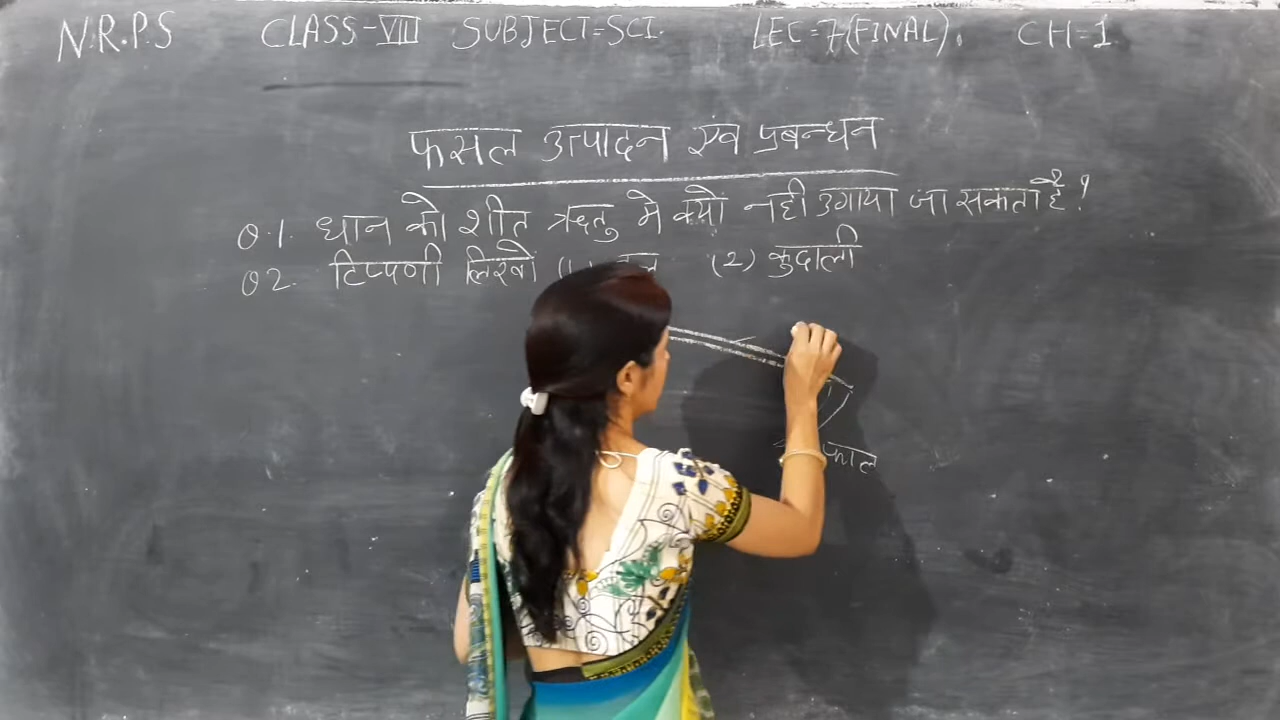 N.R.P.S CLASS-VIII SUBJECT=SCI. LEC=7(FINAL). CH=1
फसल उत्पादन एंव प्रबन्धन
Q.1. धान को शीत ऋतु मे क्यों नही उगाया जा सकता है ?
Q2. टिप्पणी लिखो (2) कुदाली
फाल